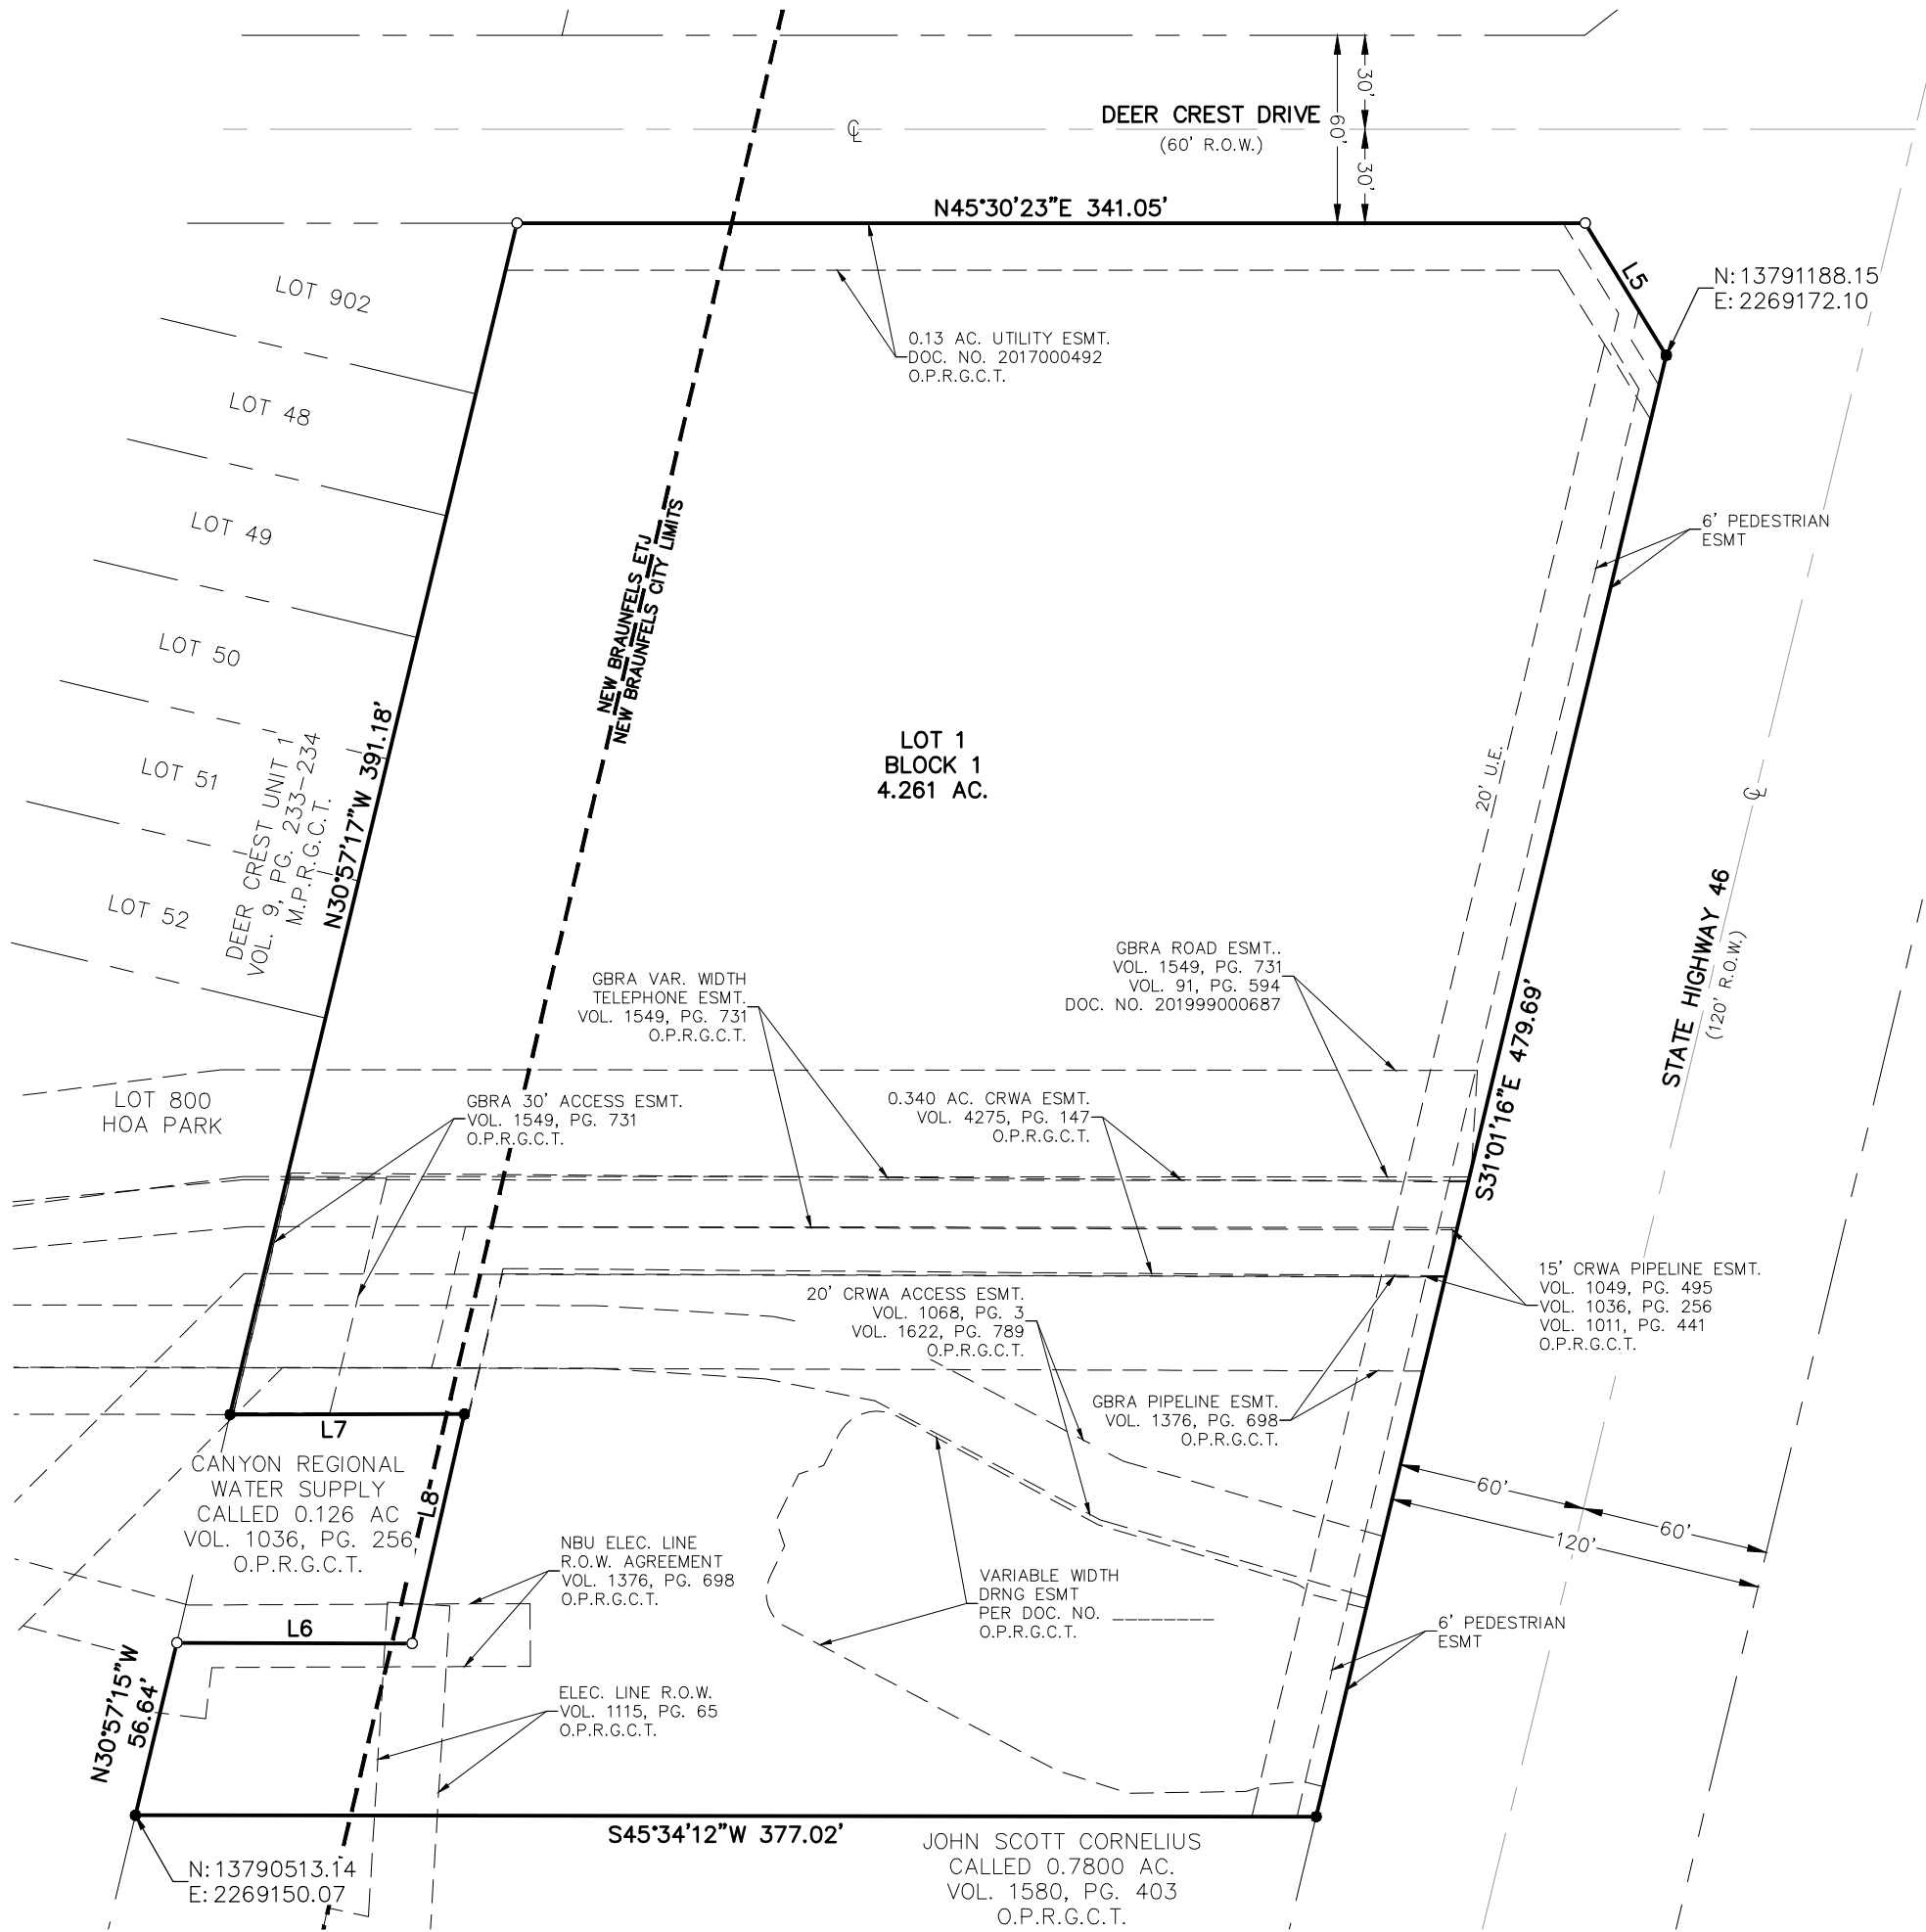 30'
DEER CREST DRIVE
(60' R.O.W.)
60'
℄
30'
N45°30'23"E 341.05'
L5
N: 13791188.15
E: 2269172.10
LOT 902
0.13 AC. UTILITY ESMT.
DOC. NO. 2017000492
O.P.R.G.C.T.
LOT 48
LOT 49
6' PEDESTRIAN
ESMT
NEW BRAUNFELS ETJ
NEW BRAUNFELS CITY LIMITS
LOT 50
LOT 51
LOT 52
DEER CREST UNIT 1
VOL. 9, PG. 233-234
M.P.R.G.C.T.
N30°57'17"W 391.18'
LOT 1
BLOCK 1
4.261 AC.
20' U.E.
℄
STATE HIGHWAY 46
(120' R.O.W.)
GBRA ROAD ESMT..
VOL. 1549, PG. 731
VOL. 91, PG. 594
DOC. NO. 201999000687
GBRA VAR. WIDTH
TELEPHONE ESMT.
VOL. 1549, PG. 731
O.P.R.G.C.T.
S31°01'16"E 479.69'
LOT 800
HOA PARK
GBRA 30' ACCESS ESMT.
VOL. 1549, PG. 731
O.P.R.G.C.T.
0.340 AC. CRWA ESMT.
VOL. 4275, PG. 147
O.P.R.G.C.T.
15' CRWA PIPELINE ESMT.
VOL. 1049, PG. 495
VOL. 1036, PG. 256
VOL. 1011, PG. 441
O.P.R.G.C.T.
20' CRWA ACCESS ESMT.
VOL. 1068, PG. 3
VOL. 1622, PG. 789
O.P.R.G.C.T.
GBRA PIPELINE ESMT.
VOL. 1376, PG. 698
O.P.R.G.C.T.
L7
CANYON REGIONAL
WATER SUPPLY
CALLED 0.126 AC
VOL. 1036, PG. 256
O.P.R.G.C.T.
L8
60'
60'
120'
NBU ELEC. LINE
R.O.W. AGREEMENT
VOL. 1376, PG. 698
O.P.R.G.C.T.
VARIABLE WIDTH
DRNG ESMT
PER DOC. NO. _________
O.P.R.G.C.T.
6' PEDESTRIAN
ESMT
L6
N30°57'15"W
56.64'
ELEC. LINE R.O.W.
VOL. 1115, PG. 65
O.P.R.G.C.T.
S45°34'12"W 377.02'
N: 13790513.14
E: 2269150.07
JOHN SCOTT CORNELIUS
CALLED 0.7800 AC.
VOL. 1580, PG. 403
O.P.R.G.C.T.